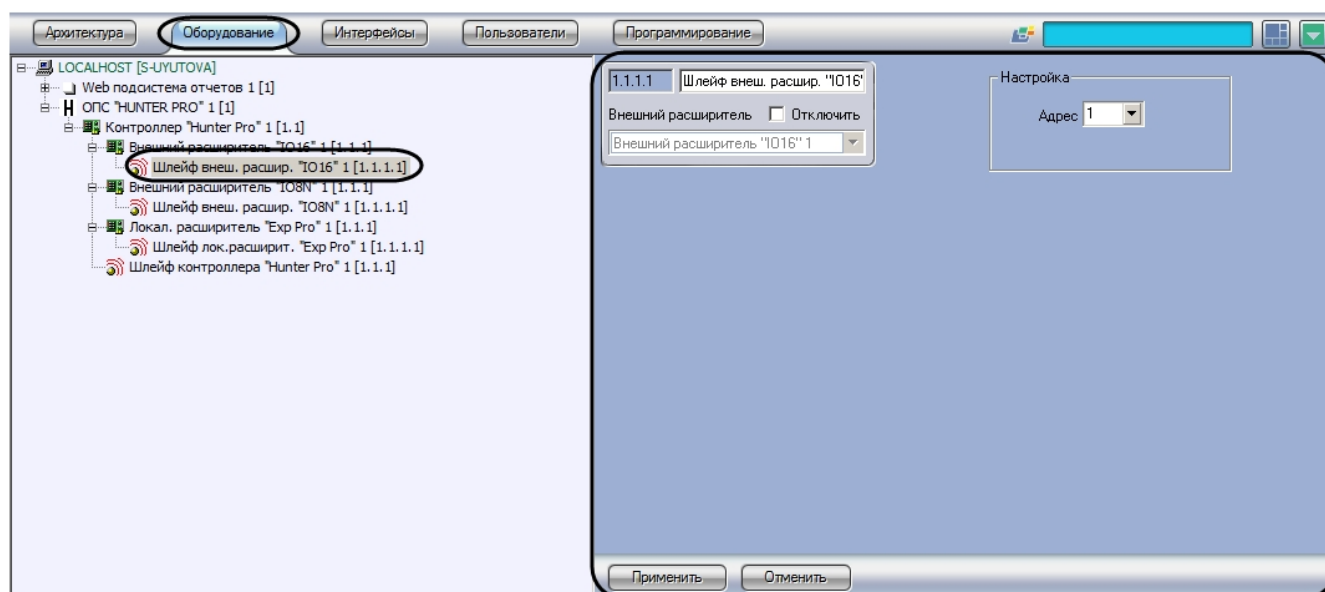 Архитектура Оборудование Интерфейсы Пользователи Программирование
LOCALHOST [S-UYUTOVA]
Web подсистема отчетов 1 [1]
ОПС "HUNTER PRO" 1 [1]
Контроллер "Hunter Pro" 1 [1.1]
Внешний расширитель "IO16" 1 [1.1.1]
Шлейф внеш. расшир. "IO16" 1 [1.1.1.1]
Внешний расширитель "IO8N" 1 [1.1.1]
Шлейф внеш. расшир. "IO8N" 1 [1.1.1.1]
Локал. расширитель "Exp Pro" 1 [1.1.1]
Шлейф лок.расширит. "Exp Pro" 1 [1.1.1.1]
Шлейф контроллера "Hunter Pro" 1 [1.1.1]
1.1.1.1 Шлейф внеш. расшир. "IO16"
Внешний расширитель Отключить
Внешний расширитель "IO16" 1
Настройка
Адрес 1
Применить Отменить